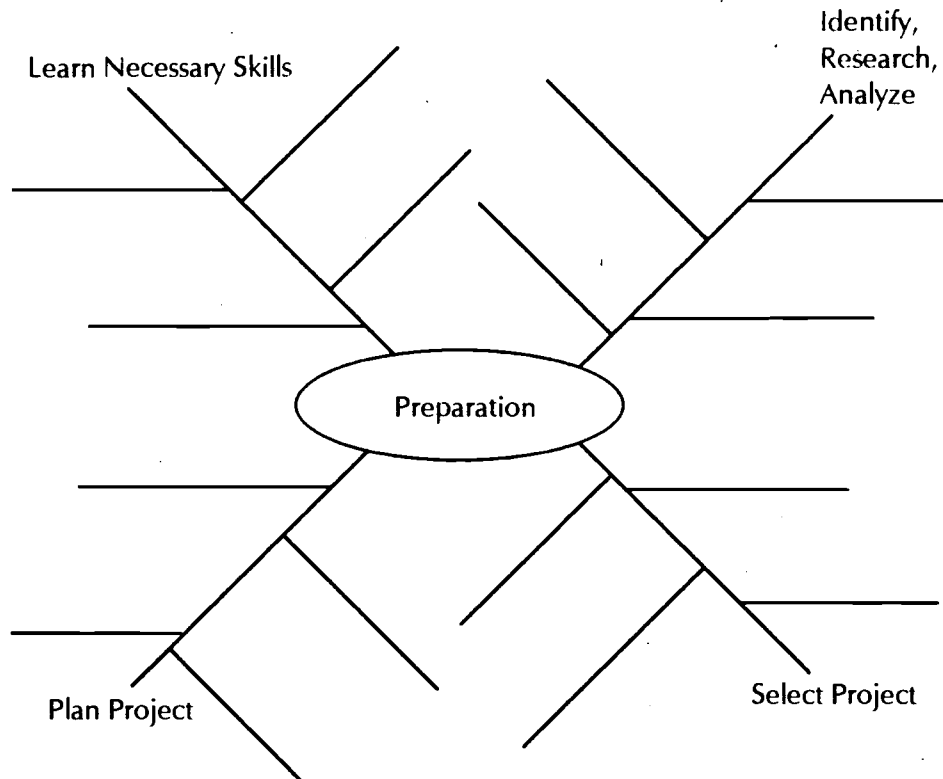 Identify,
Research,
Analyze
Learn Necessary Skills
Preparation
Plan Project
Select Project